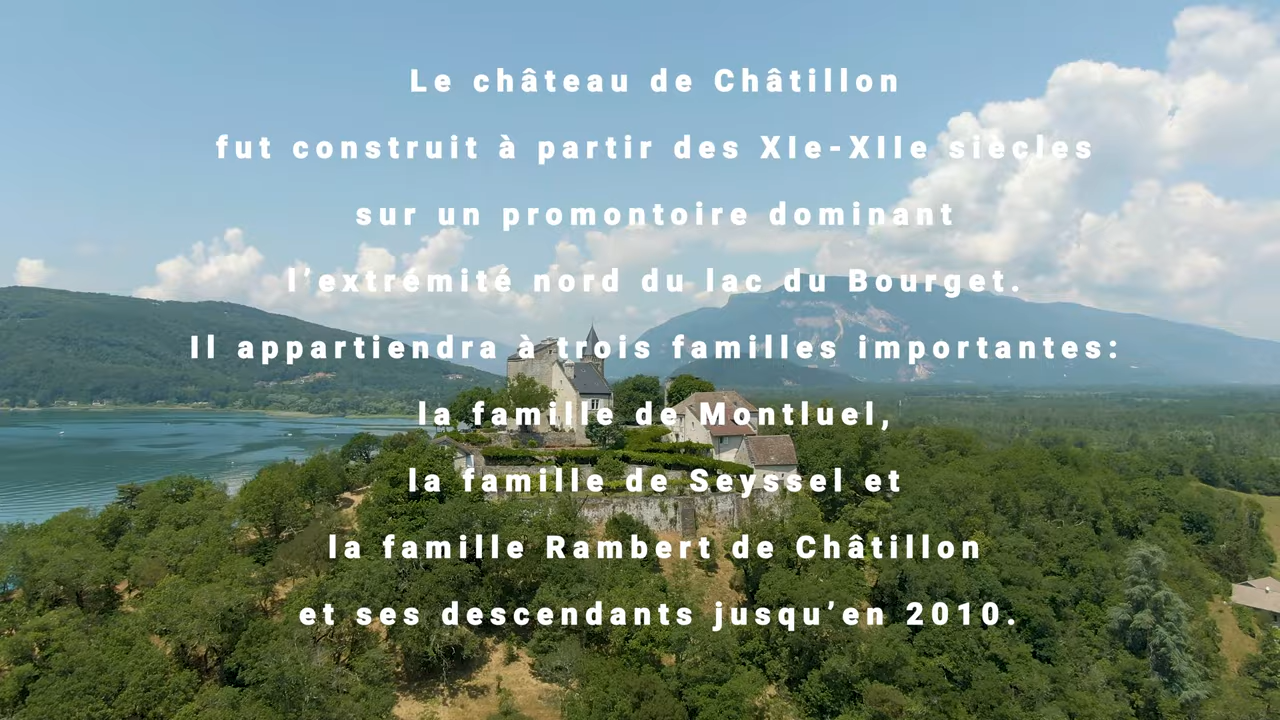 Le château de Châtillon
fut construit à partir des XIe-XIIe siècles
sur un promontoire dominant
l’extrémité nord du lac du Bourget.
Il appartiendra à trois familles importantes:
la famille de Montluel,
la famille de Seyssel et
la famille Rambert de Châtillon
et ses descendants jusqu’en 2010.